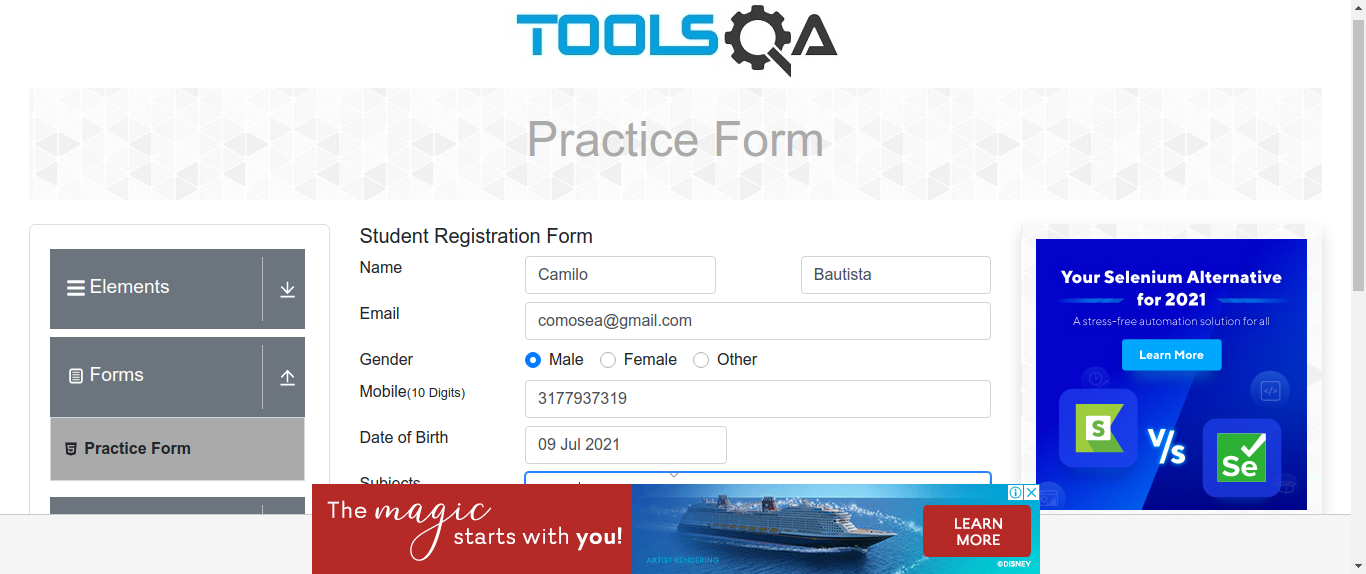 TOOLSQA
Practice Form
Elements
Forms
Practice Form
Student Registration Form
Name
Camilo
Bautista
Email
comosea@gmail.com
Gender
Male
Female
Other
Mobile(10 Digits)
3177937319
Date of Birth
09 Jul 2021
Subjects
Your Selenium Alternative
for 2021
A stress-free automation solution for all
Learn More
S
V/s
Se
The magic
starts with you!
ARTIST RENDERING
LEARN
MORE
©DISNEY